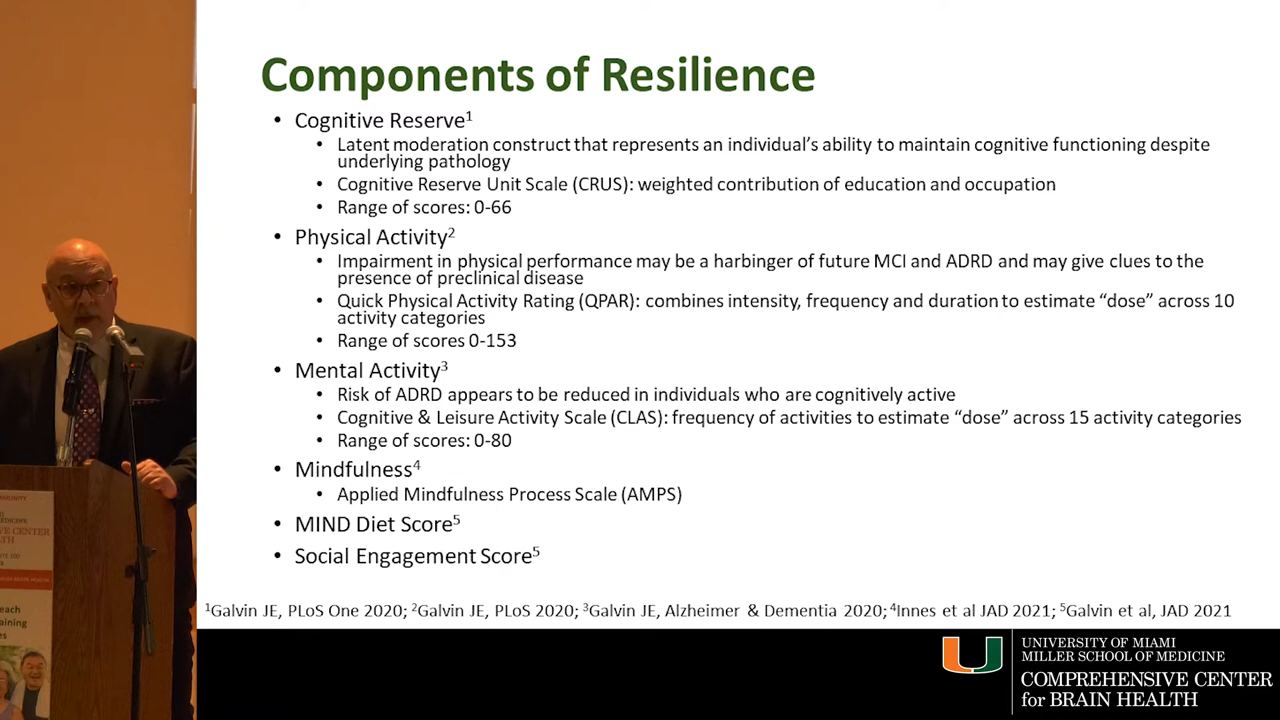 Components of Resilience
• Cognitive Reserve1
• Latent moderation construct that represents an individual's ability to maintain cognitive functioning despite
underlying pathology
• Cognitive Reserve Unit Scale (CRUS): weighted contribution of education and occupation
• Range of scores: 0-66
• Physical Activity2
• Impairment in physical performance may be a harbinger of future MCI and ADRD and may give clues to the
presence of preclinical disease
• Quick Physical Activity Rating (QPAR): combines intensity, frequency and duration to estimate “dose” across 10
activity categories
• Range of scores 0-153
• Mental Activity3
• Risk of ADRD appears to be reduced in individuals who are cognitively active
• Cognitive & Leisure Activity Scale (CLAS): frequency of activities to estimate “dose” across 15 activity categories
• Range of scores: 0-80
• Mindfulness4
• Applied Mindfulness Process Scale (AMPS)
• MIND Diet Score5
• Social Engagement Score5
1Galvin JE, PLoS One 2020; 2Galvin JE, PLoS 2020; 3Galvin JE, Alzheimer & Dementia 2020; 4Innes et al JAD 2021; 5Galvin et al, JAD 2021
UNIVERSITY OF MIAMI
MILLER SCHOOL OF MEDICINE
COMPREHENSIVE CENTER
for BRAIN HEALTH